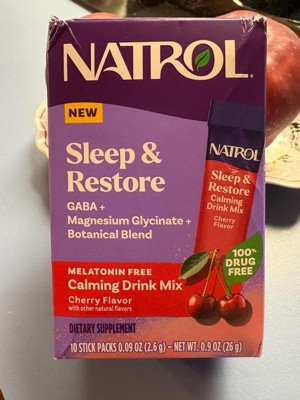 NATROL®
NEW
Sleep &
Restore
GABA +
Magnesium Glycinate +
Botanical Blend
MELATONIN FREE
Calming Drink Mix
Cherry Flavor
with other natural flavors
DIETARY SUPPLEMENT
10 STICK PACKS 0.09 OZ (2.6 g) – NET WT. 0.9 OZ (26 g)
NATROL
Sleep &
Restore
Calming
Drink Mix
Cherry
Flavor
100%
DRUG
FREE